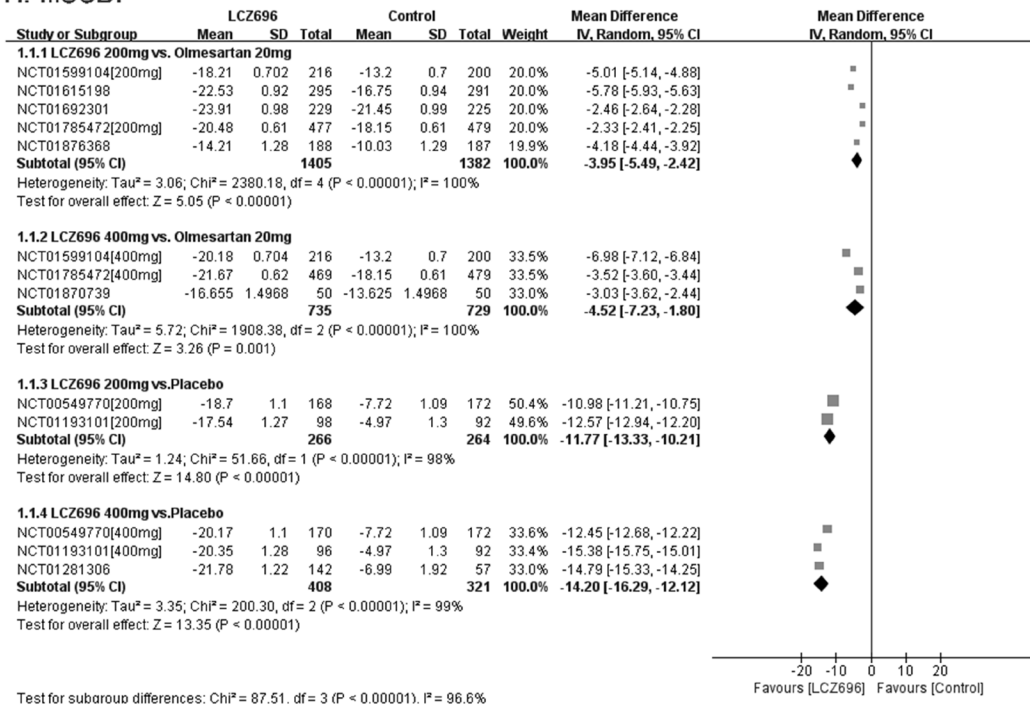 LCZ696 Control Mean Difference Mean Difference
Study or Subgroup Mean SD Total Mean SD Total Weight IV, Random, 95% CI IV, Random, 95% CI
1.1.1 LCZ696 200mg vs. Olmesartan 20mg
NCT01599104[200mg] -18.21 0.702 216 -13.2 0.7 200 20.0% -5.01 [-5.14, -4.88]
NCT01615198 -22.53 0.92 295 -16.75 0.94 291 20.0% -5.78 [-5.93, -5.63]
NCT01692301 -23.91 0.98 229 -21.45 0.99 225 20.0% -2.46 [-2.64, -2.28]
NCT01785472[200mg] -20.48 0.61 477 -18.15 0.61 479 20.0% -2.33 [-2.41, -2.25]
NCT01876368 -14.21 1.28 188 -10.03 1.29 187 19.9% -4.18 [-4.44, -3.92]
Subtotal (95% CI) 1405 1382 100.0% -3.95 [-5.49, -2.42]
Heterogeneity: Tau² = 3.06; Chi² = 2380.18, df = 4 (P < 0.00001); I² = 100%
Test for overall effect: Z = 5.05 (P < 0.00001)
1.1.2 LCZ696 400mg vs. Olmesartan 20mg
NCT01599104[400mg] -20.18 0.704 216 -13.2 0.7 200 33.5% -6.98 [-7.12, -6.84]
NCT01785472[400mg] -21.67 0.62 469 -18.15 0.61 479 33.5% -3.52 [-3.60, -3.44]
NCT01870739 -16.655 1.4968 50 -13.625 1.4968 50 33.0% -3.03 [-3.62, -2.44]
Subtotal (95% CI) 735 729 100.0% -4.52 [-7.23, -1.80]
Heterogeneity: Tau² = 5.72; Chi² = 1908.38, df = 2 (P < 0.00001); I² = 100%
Test for overall effect: Z = 3.26 (P = 0.001)
1.1.3 LCZ696 200mg vs.Placebo
NCT00549770[200mg] -18.7 1.1 168 -7.72 1.09 172 50.4% -10.98 [-11.21, -10.75]
NCT01193101[200mg] -17.54 1.27 98 -4.97 1.3 92 49.6% -12.57 [-12.94, -12.20]
Subtotal (95% CI) 266 264 100.0% -11.77 [-13.33, -10.21]
Heterogeneity: Tau² = 1.24; Chi² = 51.66, df = 1 (P < 0.00001); I² = 98%
Test for overall effect: Z = 14.80 (P < 0.00001)
1.1.4 LCZ696 400mg vs.Placebo
NCT00549770[400mg] -20.17 1.1 170 -7.72 1.09 172 33.6% -12.45 [-12.68, -12.22]
NCT01193101[400mg] -20.35 1.28 96 -4.97 1.3 92 33.4% -15.38 [-15.75, -15.01]
NCT01281306 -21.78 1.22 142 -6.99 1.92 57 33.0% -14.79 [-15.33, -14.25]
Subtotal (95% CI) 408 321 100.0% -14.20 [-16.29, -12.12]
Heterogeneity: Tau² = 3.35; Chi² = 200.30, df = 2 (P < 0.00001); I² = 99%
Test for overall effect: Z = 13.35 (P < 0.00001)
-20 -10 0 10 20
Favours [LCZ696] Favours [Control]
Test for subgroup differences: Chi² = 87.51, df = 3 (P < 0.00001), I² = 96.6%